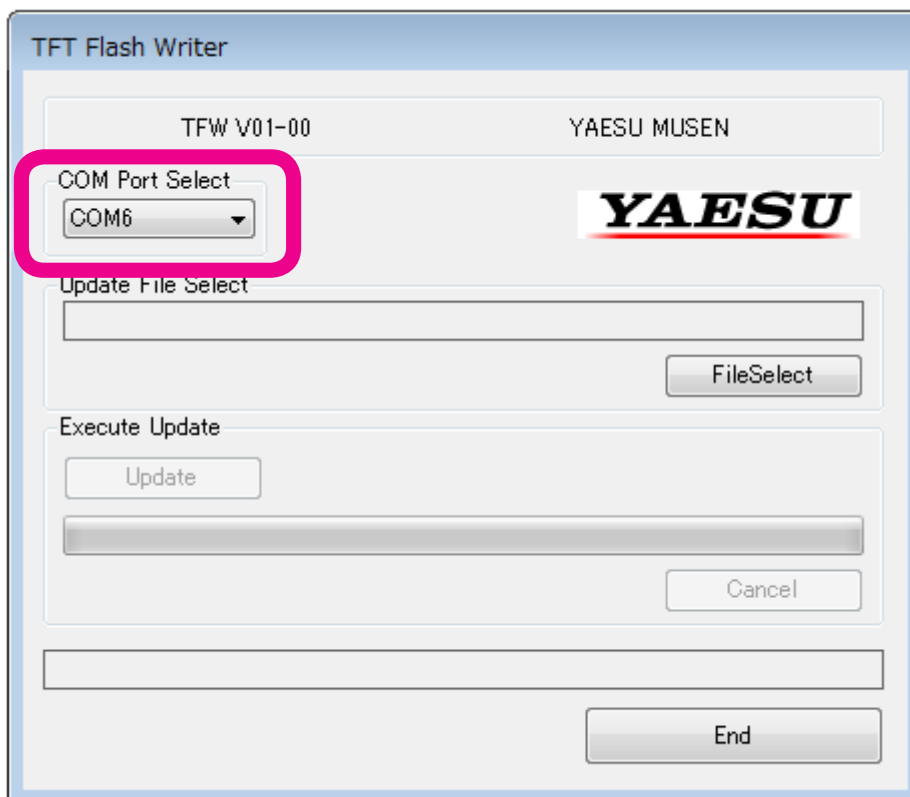 TFT Flash Writer
TFW V01-00 YAESU MUSEN
COM Port Select
COM6
YAESU
Update File Select
FileSelect
Execute Update
Update
Cancel
End